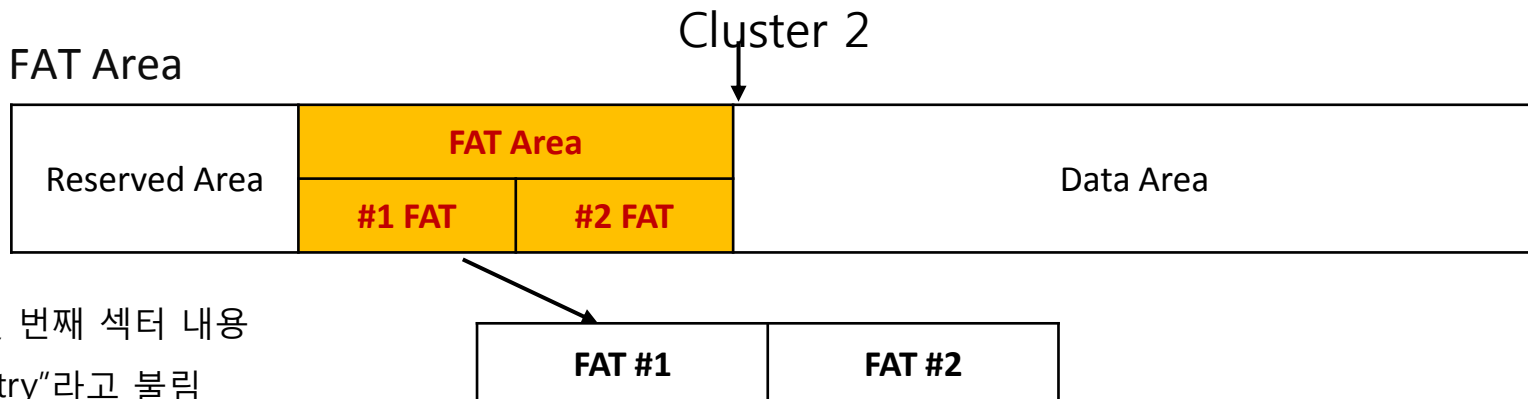 Cluster 2
FAT Area
Reserved Area
FAT Area
#1 FAT
#2 FAT
Data Area
번째 섹터 내용
FAT #1
FAT #2
try”라고 불림